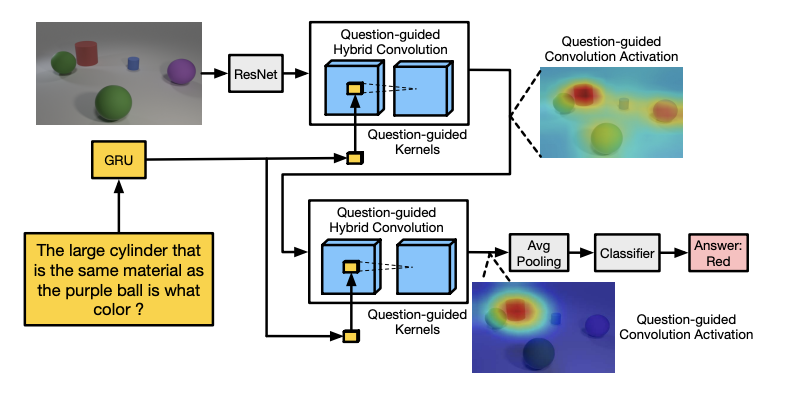 Question-guided
Hybrid Convolution
ResNet
Question-guided
Kernels
Question-guided
Convolution Activation
GRU
The large cylinder that
is the same material as
the purple ball is what
color ?
Question-guided
Hybrid Convolution
Question-guided
Kernels
Avg
Pooling
Classifier
Answer:
Red
Question-guided
Convolution Activation